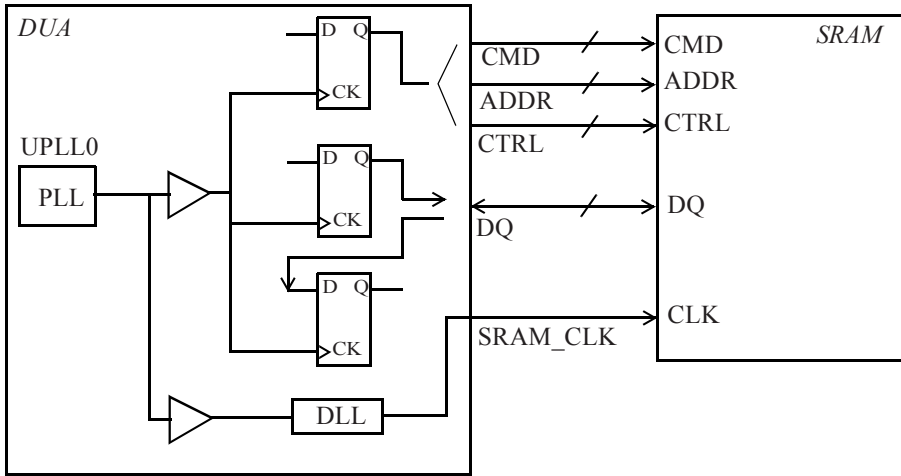 DUA
D Q
CK
UPLL0
PLL
D Q
CK
D Q
CK
DLL
CMD
ADDR
CTRL
DQ
SRAM_CLK
SRAM
CMD
ADDR
CTRL
DQ
CLK